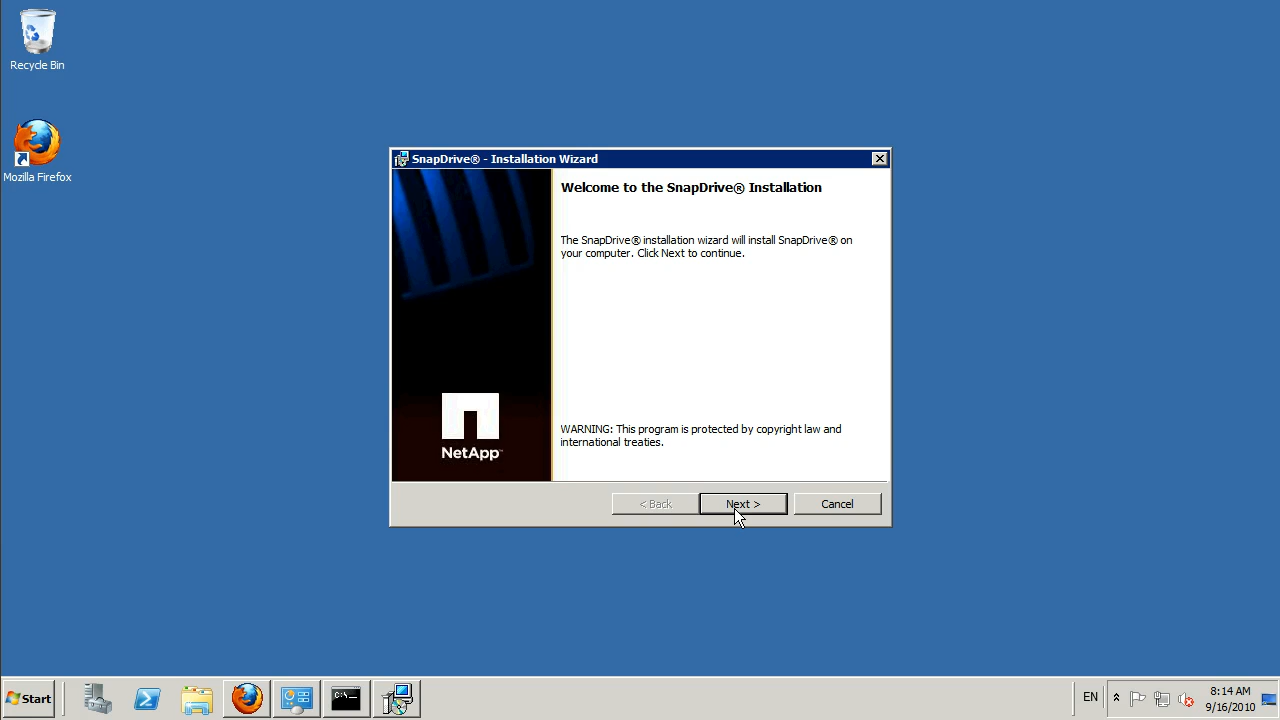 Recycle Bin
Mozilla Firefox
SnapDrive® - Installation Wizard
Welcome to the SnapDrive® Installation
The SnapDrive® installation wizard will install SnapDrive® on
your computer. Click Next to continue.
WARNING: This program is protected by copyright law and
international treaties.
NetApp™
< Back
Next >
Cancel
Start
C:\.
EN
8:14 AM
9/16/2010